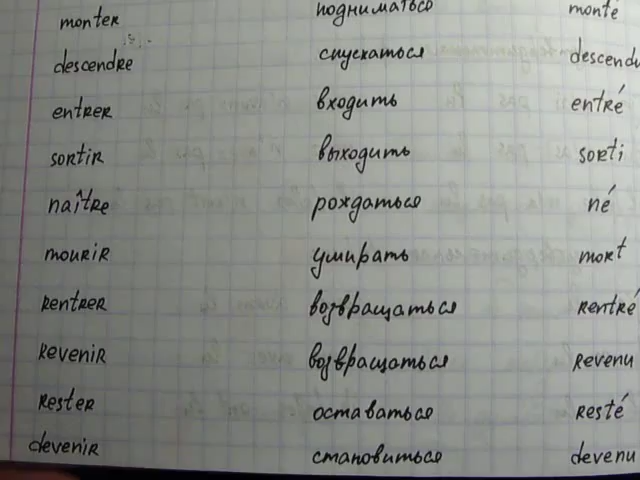 monter подниматься monté
descendre спускаться descendu
entrer входить entré
sortir выходить sorti
naître рождаться né
mourir умирать mort
rentrer возвращаться rentré
revenir возвращаться revenu
rester оставаться resté
devenir становиться devenu